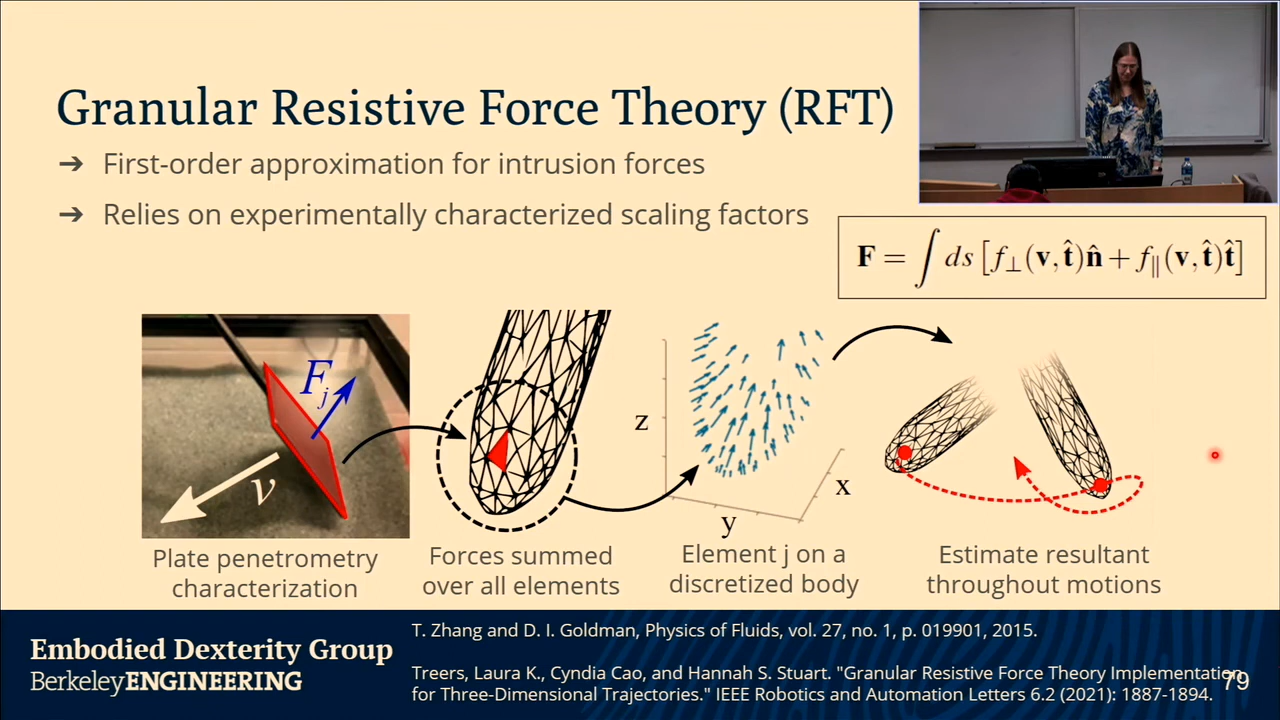 Granular Resistive Force Theory (RFT)
➔ First-order approximation for intrusion forces
➔ Relies on experimentally characterized scaling factors
F = ∫ ds [f⊥(v, t̂)n̂ + f∥(v, t̂)t̂]
Fj
v
z
y
x
Plate penetrometry
characterization
Forces summed
over all elements
Element j on a
discretized body
Estimate resultant
throughout motions
Embodied Dexterity Group
BerkeleyENGINEERING
T. Zhang and D. I. Goldman, Physics of Fluids, vol. 27, no. 1, p. 019901, 2015.
Treers, Laura K., Cyndia Cao, and Hannah S. Stuart. "Granular Resistive Force Theory Implementation
for Three-Dimensional Trajectories." IEEE Robotics and Automation Letters 6.2 (2021): 1887-1894.
79